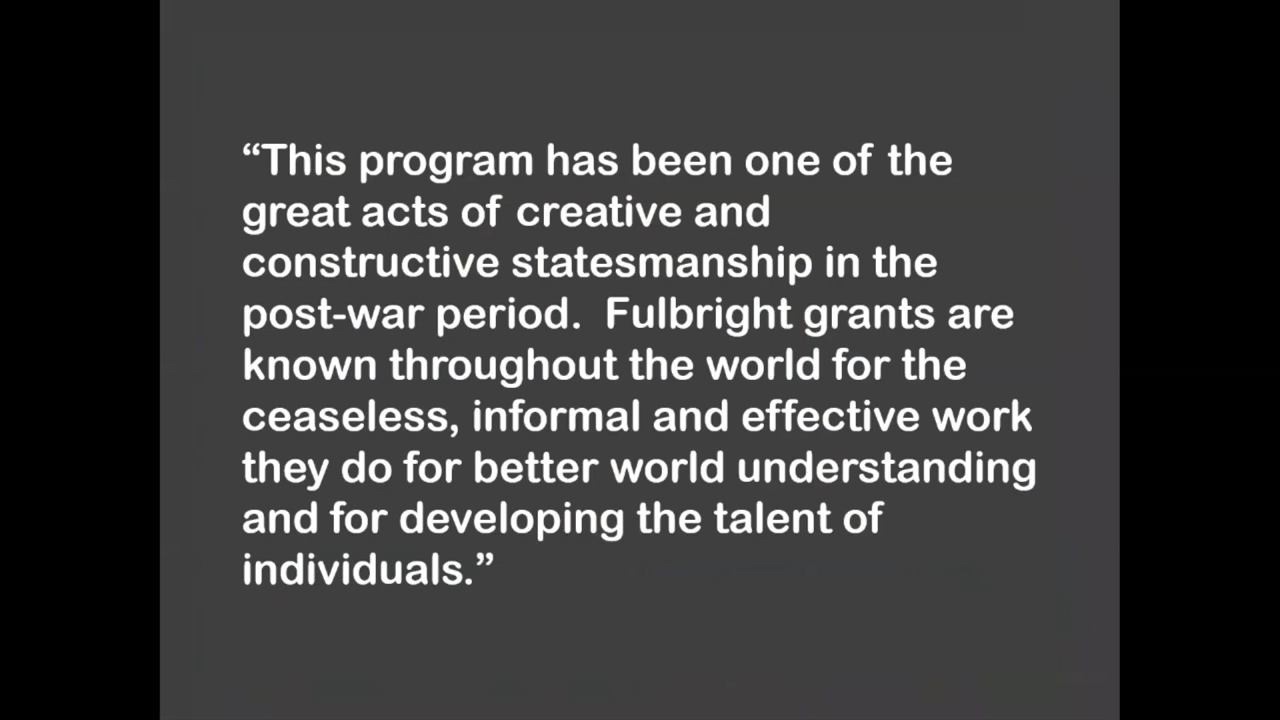 “This program has been one of the
great acts of creative and
constructive statesmanship in the
post-war period.  Fulbright grants are
known throughout the world for the
ceaseless, informal and effective work
they do for better world understanding
and for developing the talent of
individuals.”